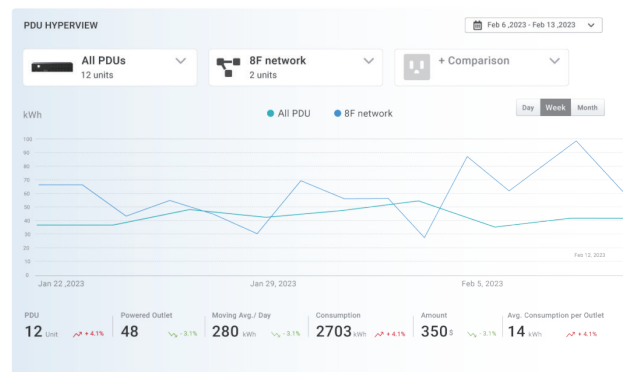 PDU HYPERVIEW
Feb 6 ,2023 - Feb 13 ,2023
All PDUs
12 units
8F network
2 units
+ Comparison
kWh
All PDU
8F network
Day
Week
Month
100
90
80
70
60
50
40
30
20
10
0
Feb 12, 2023
Jan 22 ,2023
Jan 29, 2023
Feb 5, 2023
PDU
12 Unit + 4.1%
Powered Outlet
48 - 3.1%
Moving Avg./ Day
280 kWh - 3.1%
Consumption
2703 kWh + 4.1%
Amount
350 $ - 3.1%
Avg. Consumption per Outlet
14 kWh + 4.1%